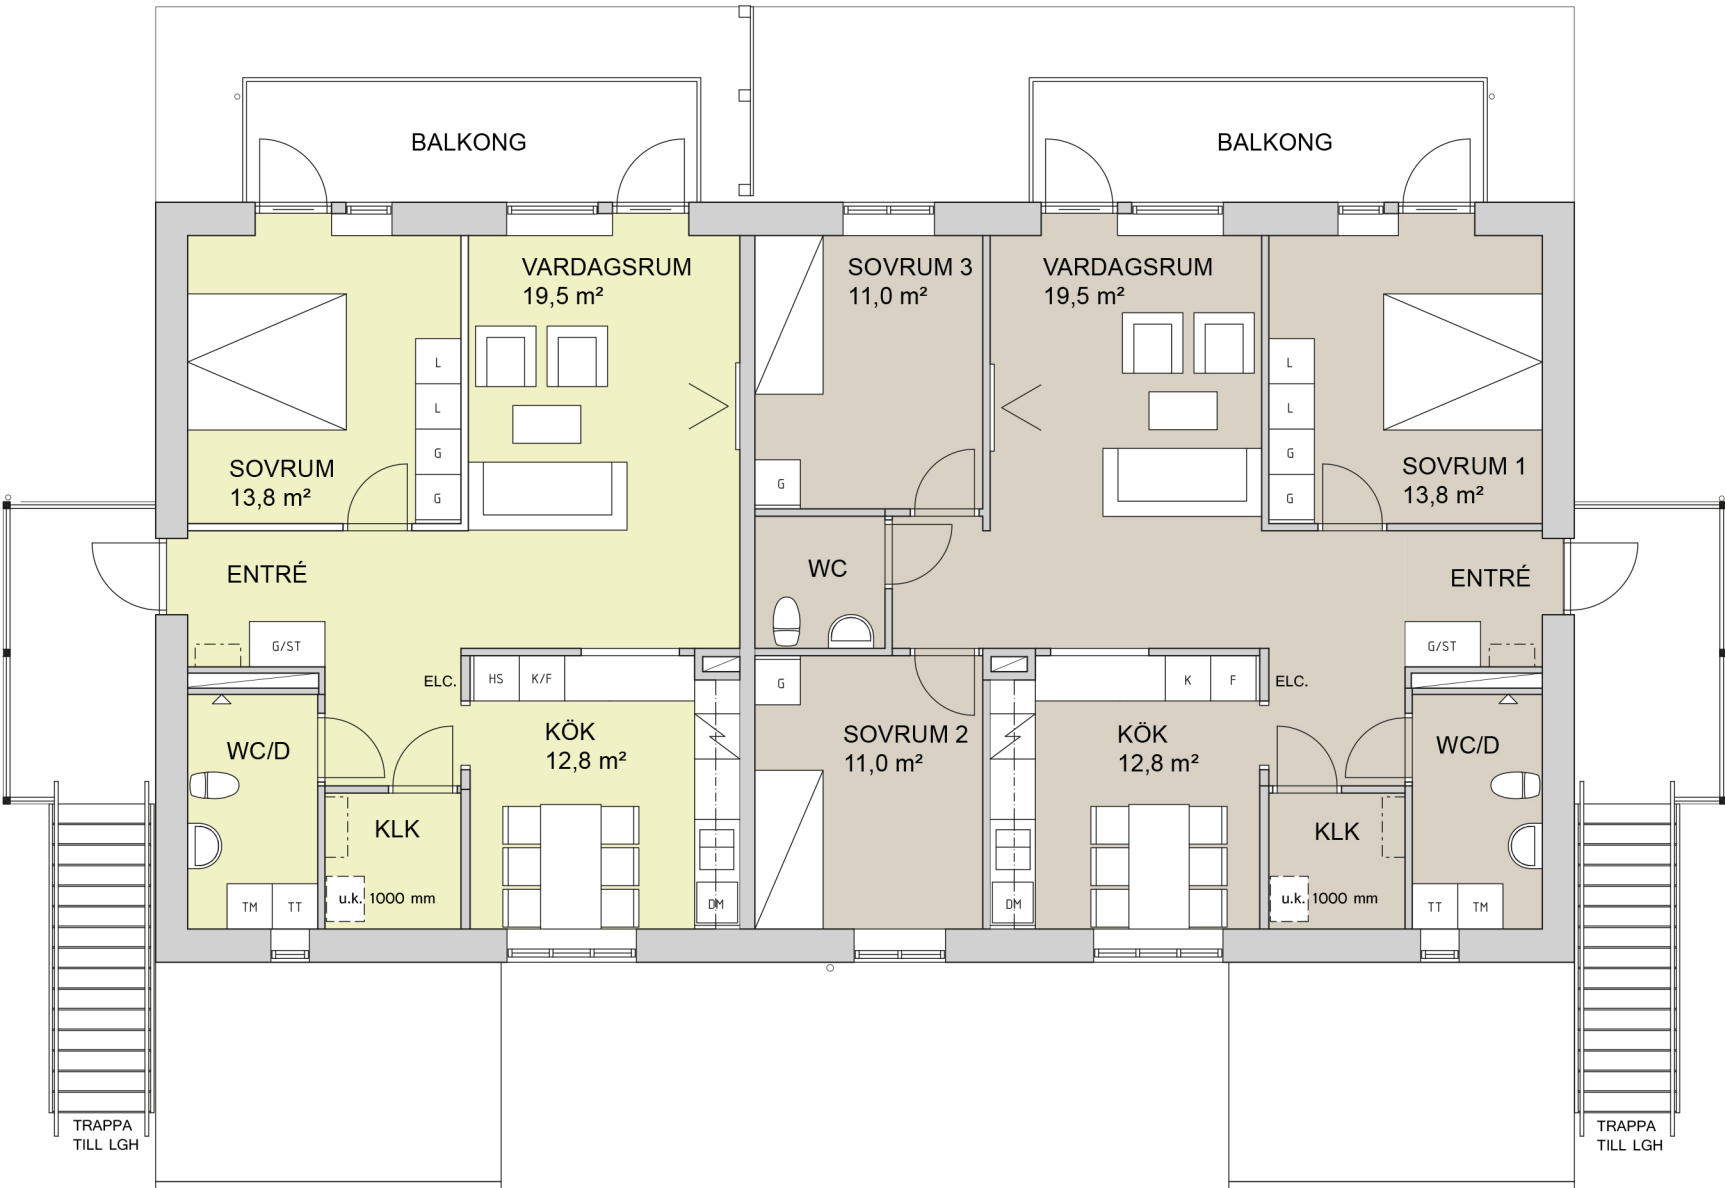 BALKONG
BALKONG
VARDAGSRUM
19,5 m²
SOVRUM 3
11,0 m²
VARDAGSRUM
19,5 m²
L
L
G
G
SOVRUM
13,8 m²
G
L
L
G
G
SOVRUM 1
13,8 m²
ENTRÉ
WC
ENTRÉ
G/ST
G/ST
ELC.
HS
K/F
G
K
F
ELC.
WC/D
KÖK
12,8 m²
SOVRUM 2
11,0 m²
KÖK
12,8 m²
WC/D
KLK
KLK
u.k. 1000 mm
u.k. 1000 mm
TM
TT
DM
DM
TT
TM
TRAPPA
TILL LGH
TRAPPA
TILL LGH